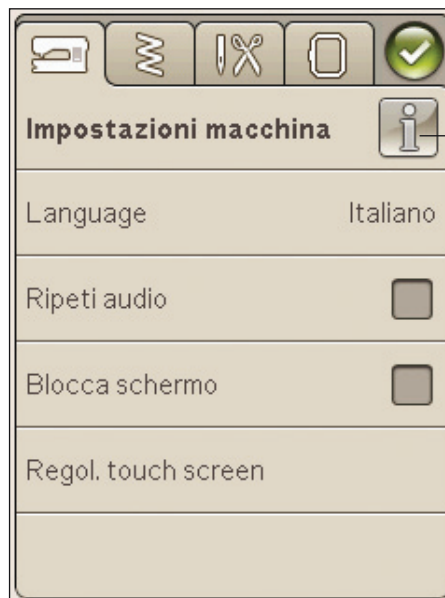 Impostazioni macchina
Language Italiano
Ripeti audio
Blocca schermo
Regol. touch screen